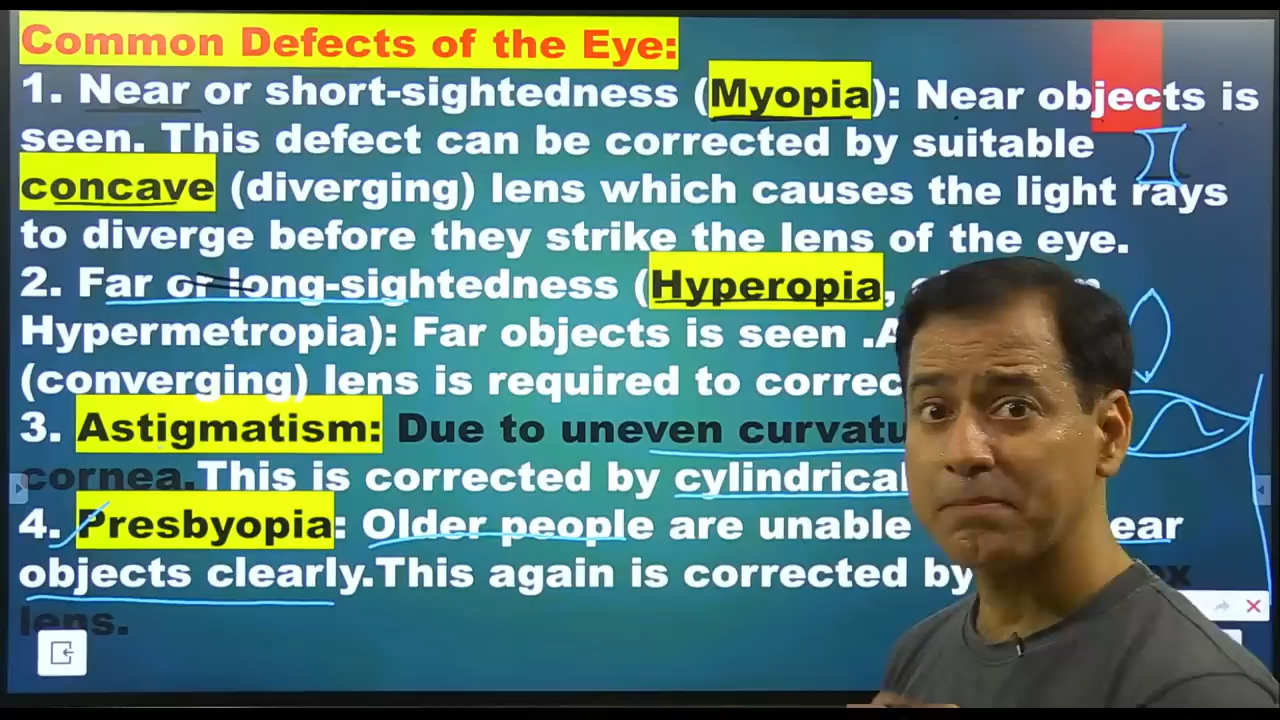 Common Defects of the Eye:
1. Near or short-sightedness (Myopia): Near objects is
seen. This defect can be corrected by suitable
concave (diverging) lens which causes the light rays
to diverge before they strike the lens of the eye.
2. Far or long-sightedness (Hyperopia,
Hypermetropia): Far objects is seen .A
(converging) lens is required to correc
3. Astigmatism: Due to uneven curvatu
cornea.This is corrected by cylindrical
4. Presbyopia: Older people are unable ear
objects clearly.This again is corrected by
lens.